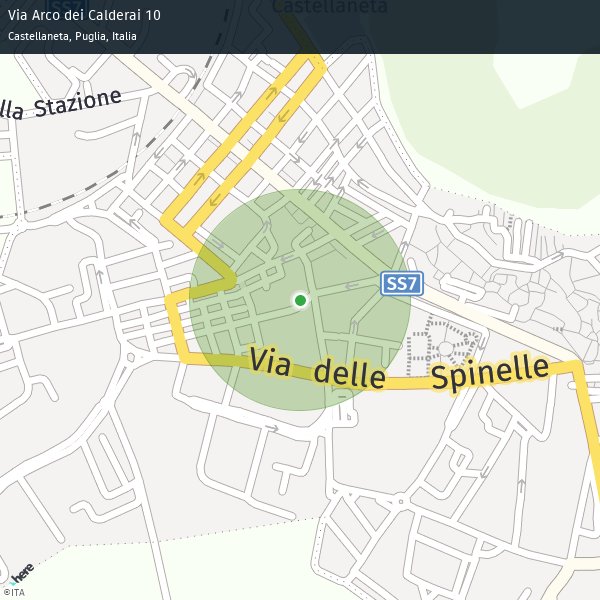 Via Arco dei Calderai 10
Castellaneta, Puglia, Italia
Castellaneta
lla Stazione
SS7
Via delle Spinelle
here
©ITA